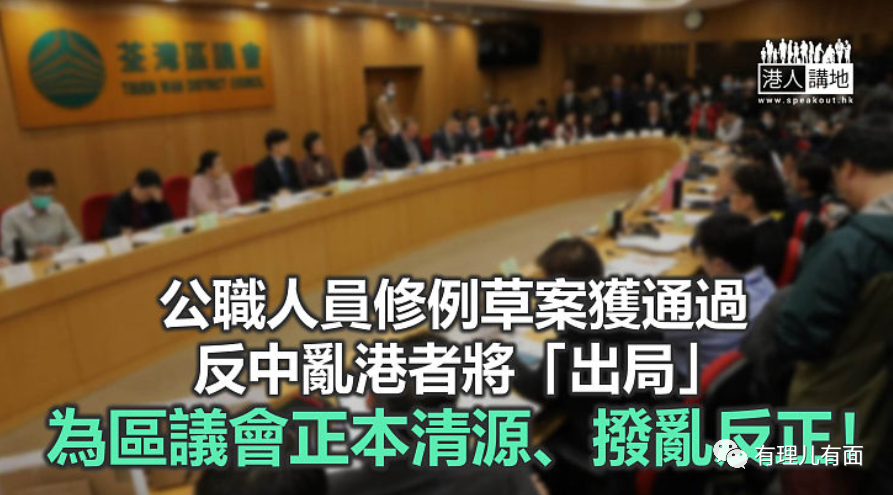 荃灣區議會
TSUEN WAN DISTRICT COUNCIL
港人講地
www.speakout.hk
公職人員修例草案獲通過
反中亂港者將「出局」
為區議會正本清源、撥亂反正!
有理儿有面